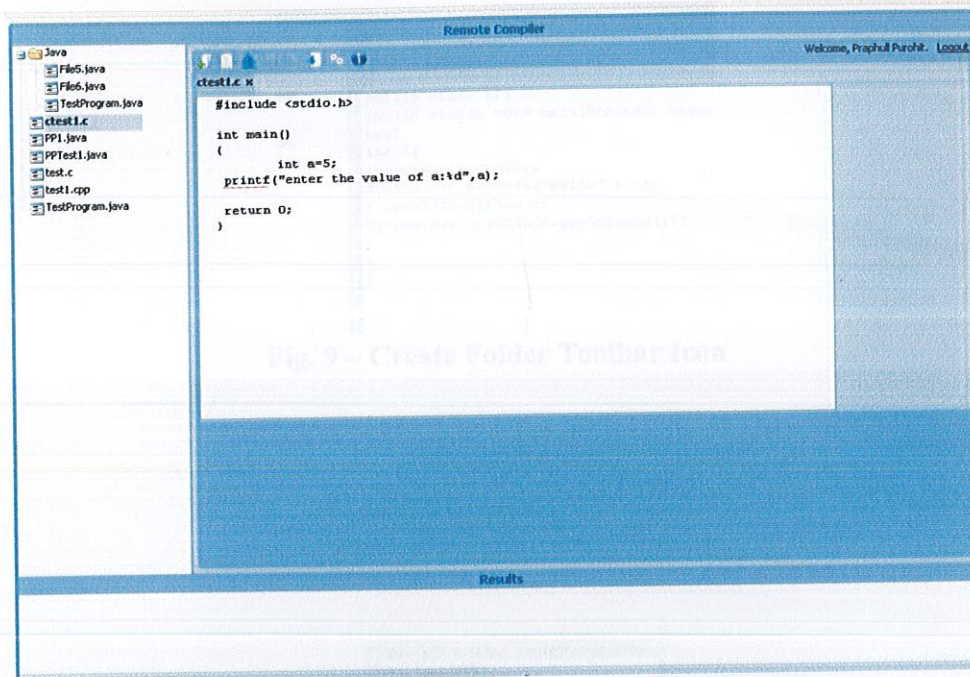 Remote Compiler
Welcome, Praphull Purohit. Logout
Java
File5.java
File6.java
TestProgram.java
ctest1.c
PP1.java
PPTest1.java
test.c
test1.cpp
TestProgram.java
ctest1.c x
#include <stdio.h>
int main()
{
int a=5;
printf("enter the value of a:%d",a);
return 0;
}
Fig. 9 – Create Folder Toolbar Icon
Results